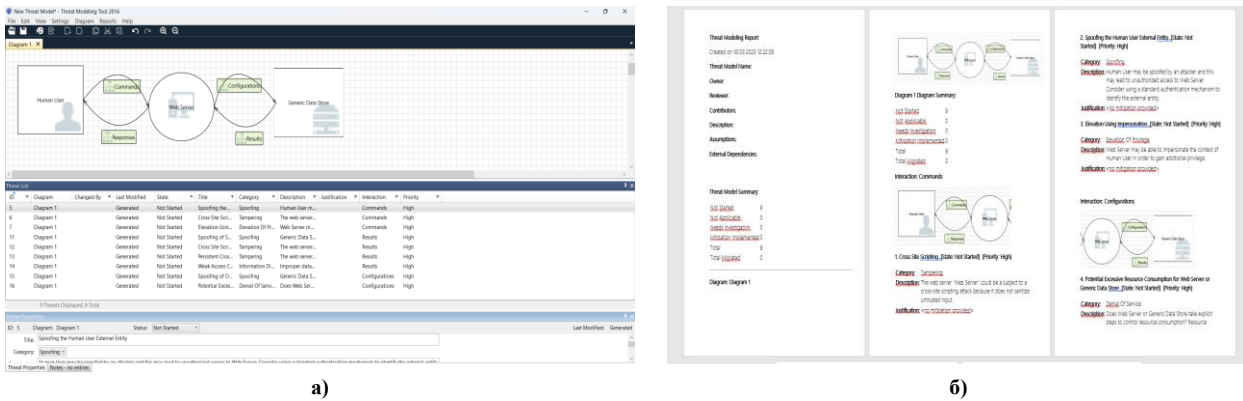 New Threat Model* - Threat Modeling Tool 2016
File Edit View Settings Diagram Reports Help
Diagram 1
Human User
Commands
Responses
Web Server
Configurations
Results
Generic Data Store
Threat List
ID Diagram Changed By Last Modified State Title Category Description Justification Interaction Priority
5 Diagram 1 Generated Not Started Spoofing the... Spoofing Human User m... Commands High
6 Diagram 1 Generated Not Started Cross Site Scri... Tampering The web server... Commands High
7 Diagram 1 Generated Not Started Elevation Usin... Elevation Of Pr... Web Server m... Commands High
11 Diagram 1 Generated Not Started Spoofing of S... Spoofing Generic Data S... Results High
12 Diagram 1 Generated Not Started Cross Site Scri... Tampering The web server... Results High
13 Diagram 1 Generated Not Started Persistent Cros... Tampering The web server... Results High
14 Diagram 1 Generated Not Started Weak Access C... Information Di... Improper data... Results High
15 Diagram 1 Generated Not Started Spoofing of D... Spoofing Generic Data S... Configurations High
16 Diagram 1 Generated Not Started Potential Exces... Denial Of Servi... Does Web Ser... Configurations High
9 Threats Displayed, 9 Total
Threat Properties
ID: 5 Diagram: Diagram 1 Status: Not Started Last Modified: Generated
Title: Spoofing the Human User External Entity
Category: Spoofing
Threat Properties Notes - no entries
а)
Threat Modeling Report
Created on 30.03.2023 12:22:08
Threat Model Name:
Owner:
Reviewer:
Contributors:
Description:
Assumptions:
External Dependencies:
Threat Model Summary:
Not Started 9
Not Applicable 0
Needs Investigation 0
Mitigation Implemented 0
Total 9
Total Migrated 0
Diagram: Diagram 1
Diagram 1 Diagram Summary:
Not Started 9
Not Applicable 0
Needs Investigation 0
Mitigation Implemented 0
Total 9
Total Migrated 0
Interaction: Commands
1. Cross Site Scripting [State: Not Started] [Priority: High]
Category: Tampering
Description: The web server 'Web Server' could be a subject to a
cross-site scripting attack because it does not sanitize
untrusted input.
Justification: <no mitigation provided>
2. Spoofing the Human User External Entity [State: Not
Started] [Priority: High]
Category: Spoofing
Description: Human User may be spoofed by an attacker and this
may lead to unauthorized access to Web Server.
Consider using a standard authentication mechanism to
identify the external entity.
Justification: <no mitigation provided>
3. Elevation Using Impersonation [State: Not Started] [Priority: High]
Category: Elevation Of Privilege
Description: Web Server may be able to impersonate the context of
Human User in order to gain additional privilege.
Justification: <no mitigation provided>
Interaction: Configurations
4. Potential Excessive Resource Consumption for Web Server or
Generic Data Store [State: Not Started] [Priority: High]
Category: Denial Of Service
Description: Does Web Server or Generic Data Store take explicit
steps to control resource consumption? Resource
б)